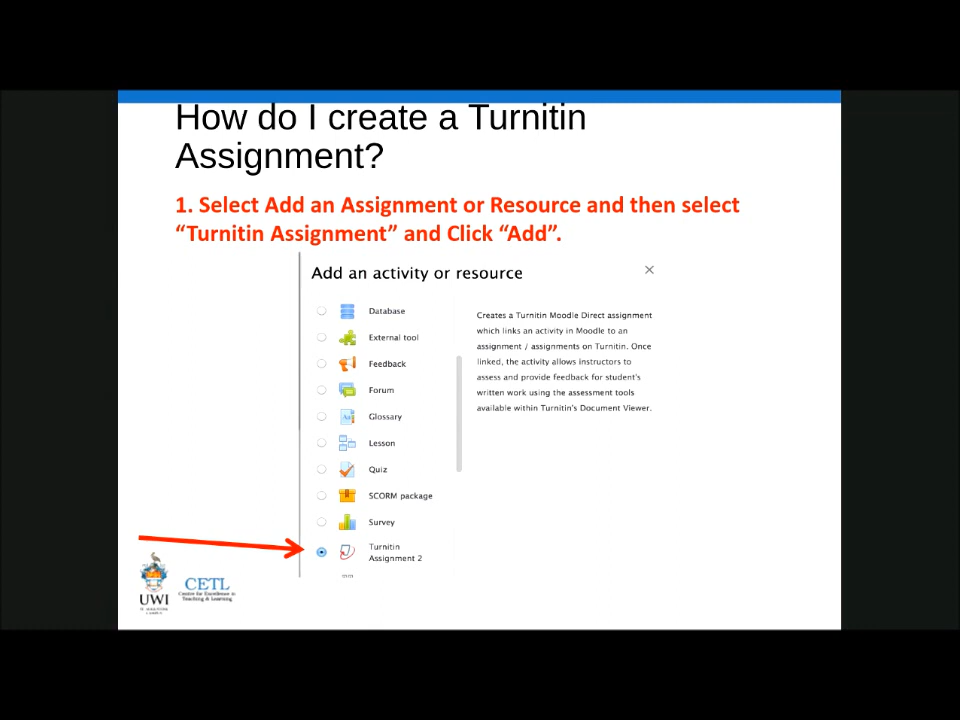 How do I create a Turnitin
Assignment?
1. Select Add an Assignment or Resource and then select
“Turnitin Assignment” and Click “Add”.
Add an activity or resource
Database
External tool
Feedback
Forum
Glossary
Lesson
Quiz
SCORM package
Survey
Turnitin
Assignment 2
Creates a Turnitin Moodle Direct assignment
which links an activity in Moodle to an
assignment / assignments on Turnitin. Once
linked, the activity allows instructors to
assess and provide feedback for student's
written work using the assessment tools
available within Turnitin's Document Viewer.
UWI
CETL
Centre for Excellence in
Teaching & Learning